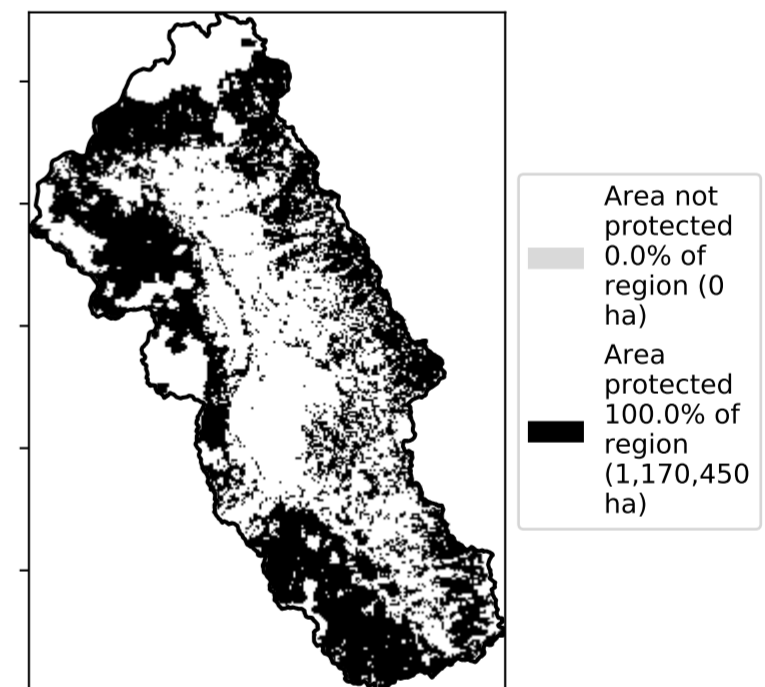 Area not
protected
0.0% of
region (0
ha)
Area
protected
100.0% of
region
(1,170,450
ha)